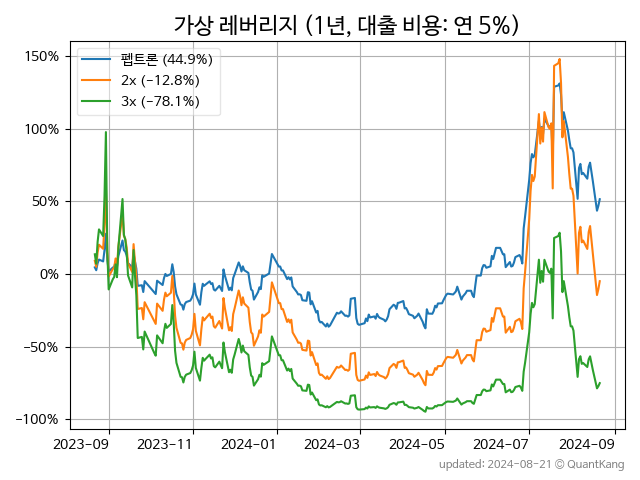 가상 레버리지 (1년, 대출 비용: 연 5%)
펩트론 (44.9%)
2x (−12.8%)
3x (−78.1%)
150%
100%
50%
0%
−50%
−100%
2023-09 2023-11 2024-01 2024-03 2024-05 2024-07 2024-09
updated: 2024-08-21 © QuantKang